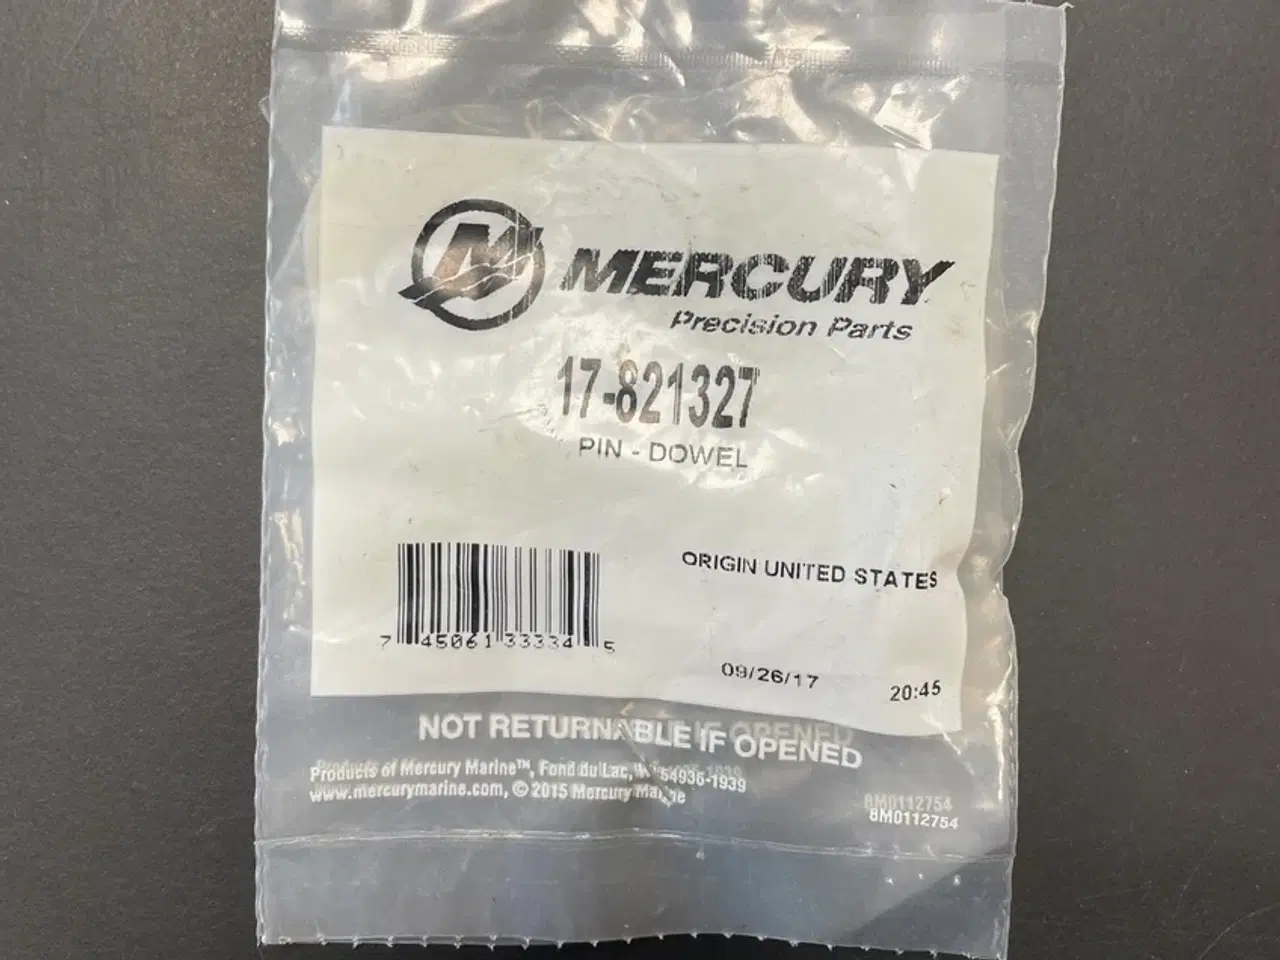 M MERCURY
Precision Parts
17-821327
PIN - DOWEL
ORIGIN UNITED STATES
7 45061 33334 5
09/26/17 20:45
NOT RETURNABLE IF OPENED
Products of Mercury Marine™, Fond du Lac, WI 54936-1939
www.mercurymarine.com, © 2015 Mercury Marine
8M0112754